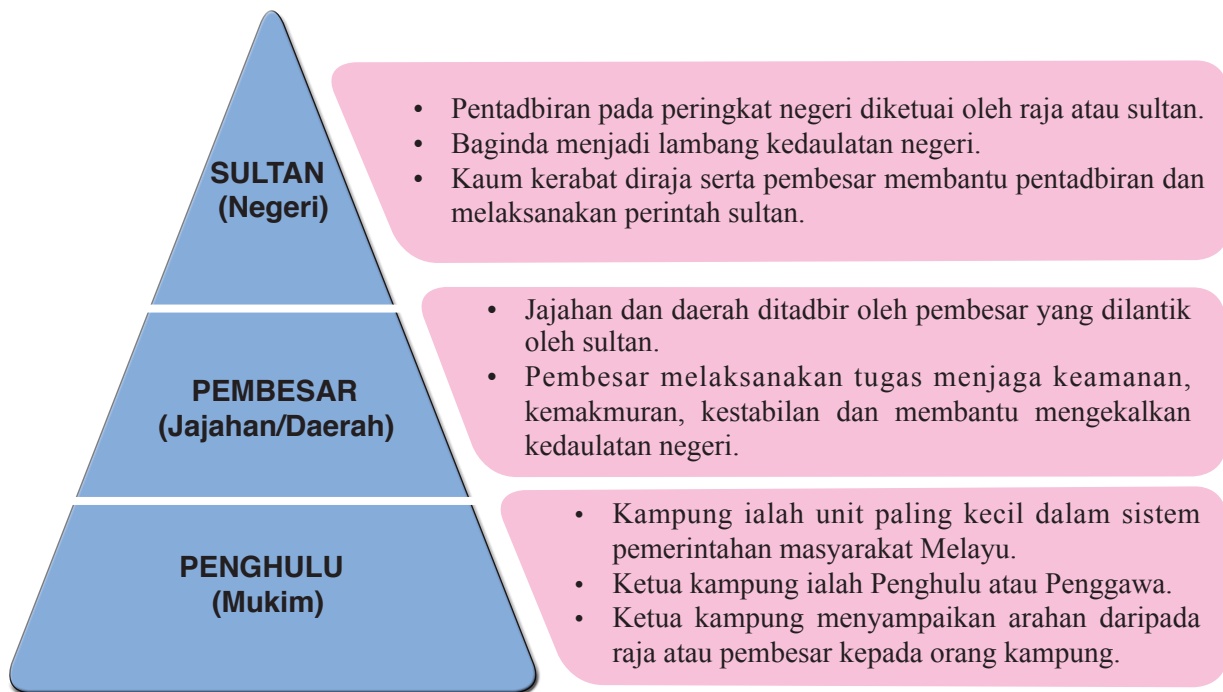 SULTAN
(Negeri)
• Pentadbiran pada peringkat negeri diketuai oleh raja atau sultan.
• Baginda menjadi lambang kedaulatan negeri.
• Kaum kerabat diraja serta pembesar membantu pentadbiran dan
melaksanakan perintah sultan.
PEMBESAR
(Jajahan/Daerah)
• Jajahan dan daerah ditadbir oleh pembesar yang dilantik
oleh sultan.
• Pembesar melaksanakan tugas menjaga keamanan,
kemakmuran, kestabilan dan membantu mengekalkan
kedaulatan negeri.
PENGHULU
(Mukim)
• Kampung ialah unit paling kecil dalam sistem
pemerintahan masyarakat Melayu.
• Ketua kampung ialah Penghulu atau Penggawa.
• Ketua kampung menyampaikan arahan daripada
raja atau pembesar kepada orang kampung.